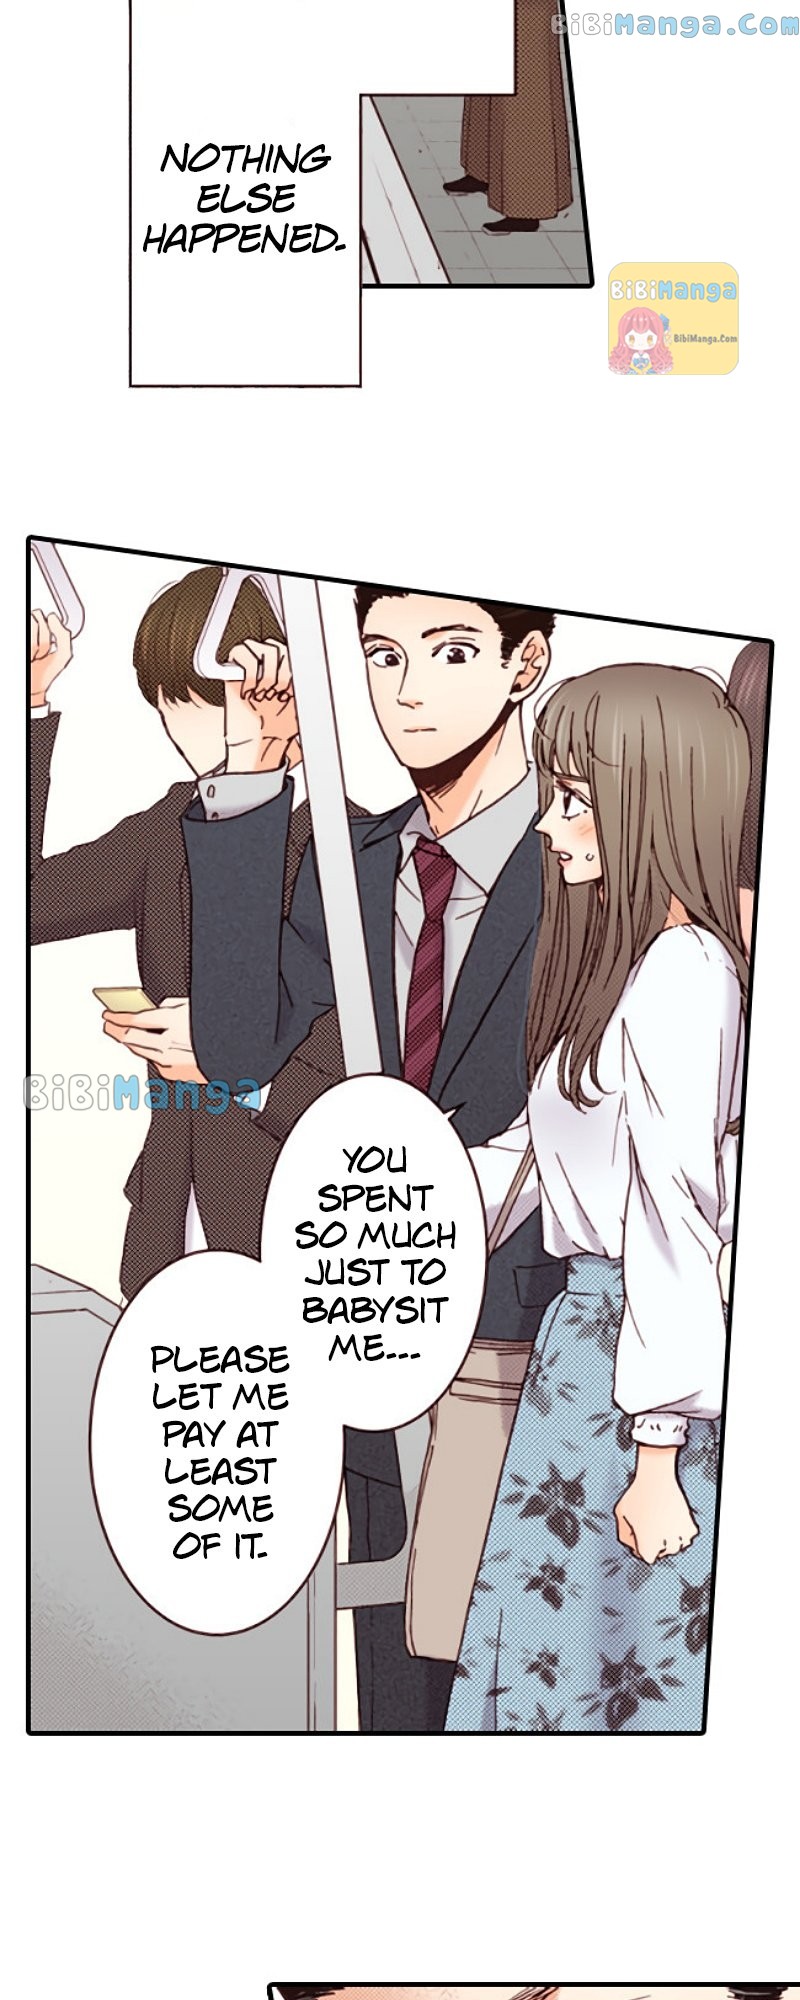 BiBiManga.Com
NOTHING
ELSE
HAPPENED.
BiBiManga
BibiManga.Com
YOU
SPENT
SO MUCH
JUST TO
BABYSIT
ME...
PLEASE
LET ME
PAY AT
LEAST
SOME
OF IT.
BiBiManga
BiBiManga